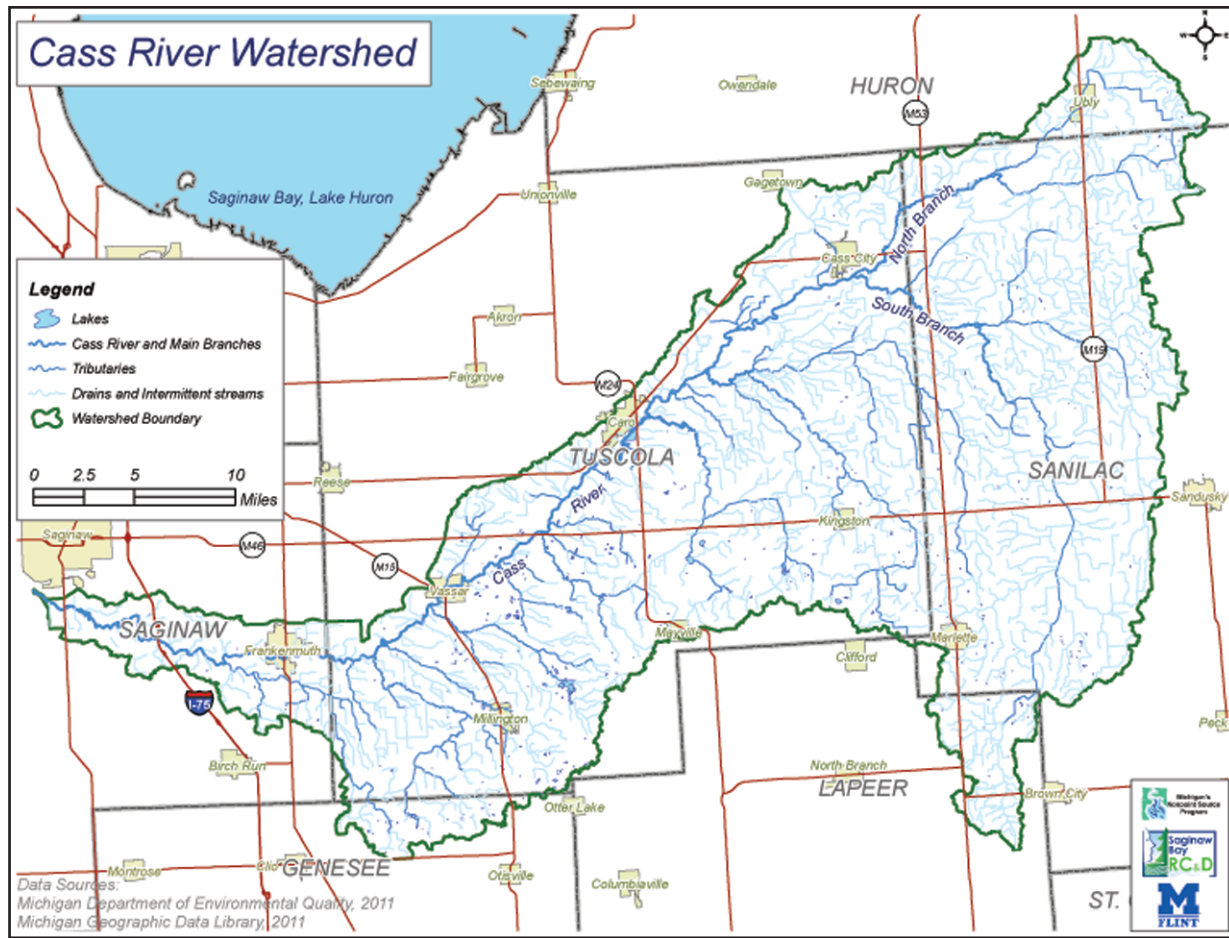 Cass River Watershed
N
W
E
S
Sebewaing
Owendale
HURON
M53
Ubly
Saginaw Bay, Lake Huron
Unionville
Gagetown
North Branch
Cass City
South Branch
Legend
Lakes
Cass River and Main Branches
Tributaries
Drains and Intermittent streams
Watershed Boundary
0 2.5 5 10
Miles
Akron
Fairgrove
M24
M19
Caro
TUSCOLA
SANILAC
Reese
River
Sandusky
Kingston
Saginaw
M46
M15
Cass
Vassar
SAGINAW
Frankenmuth
Mayville
Marlette
Clifford
I-75
Millington
Peck
Birch Run
North Branch
LAPEER
Otter Lake
Brown City
Michigan's
Nonpoint Source
Program
Saginaw
Bay
RC&D
M
FLINT
Montrose
Clio
GENESEE
Otisville
Columbiaville
ST.
Data Sources:
Michigan Department of Environmental Quality, 2011
Michigan Geographic Data Library, 2011